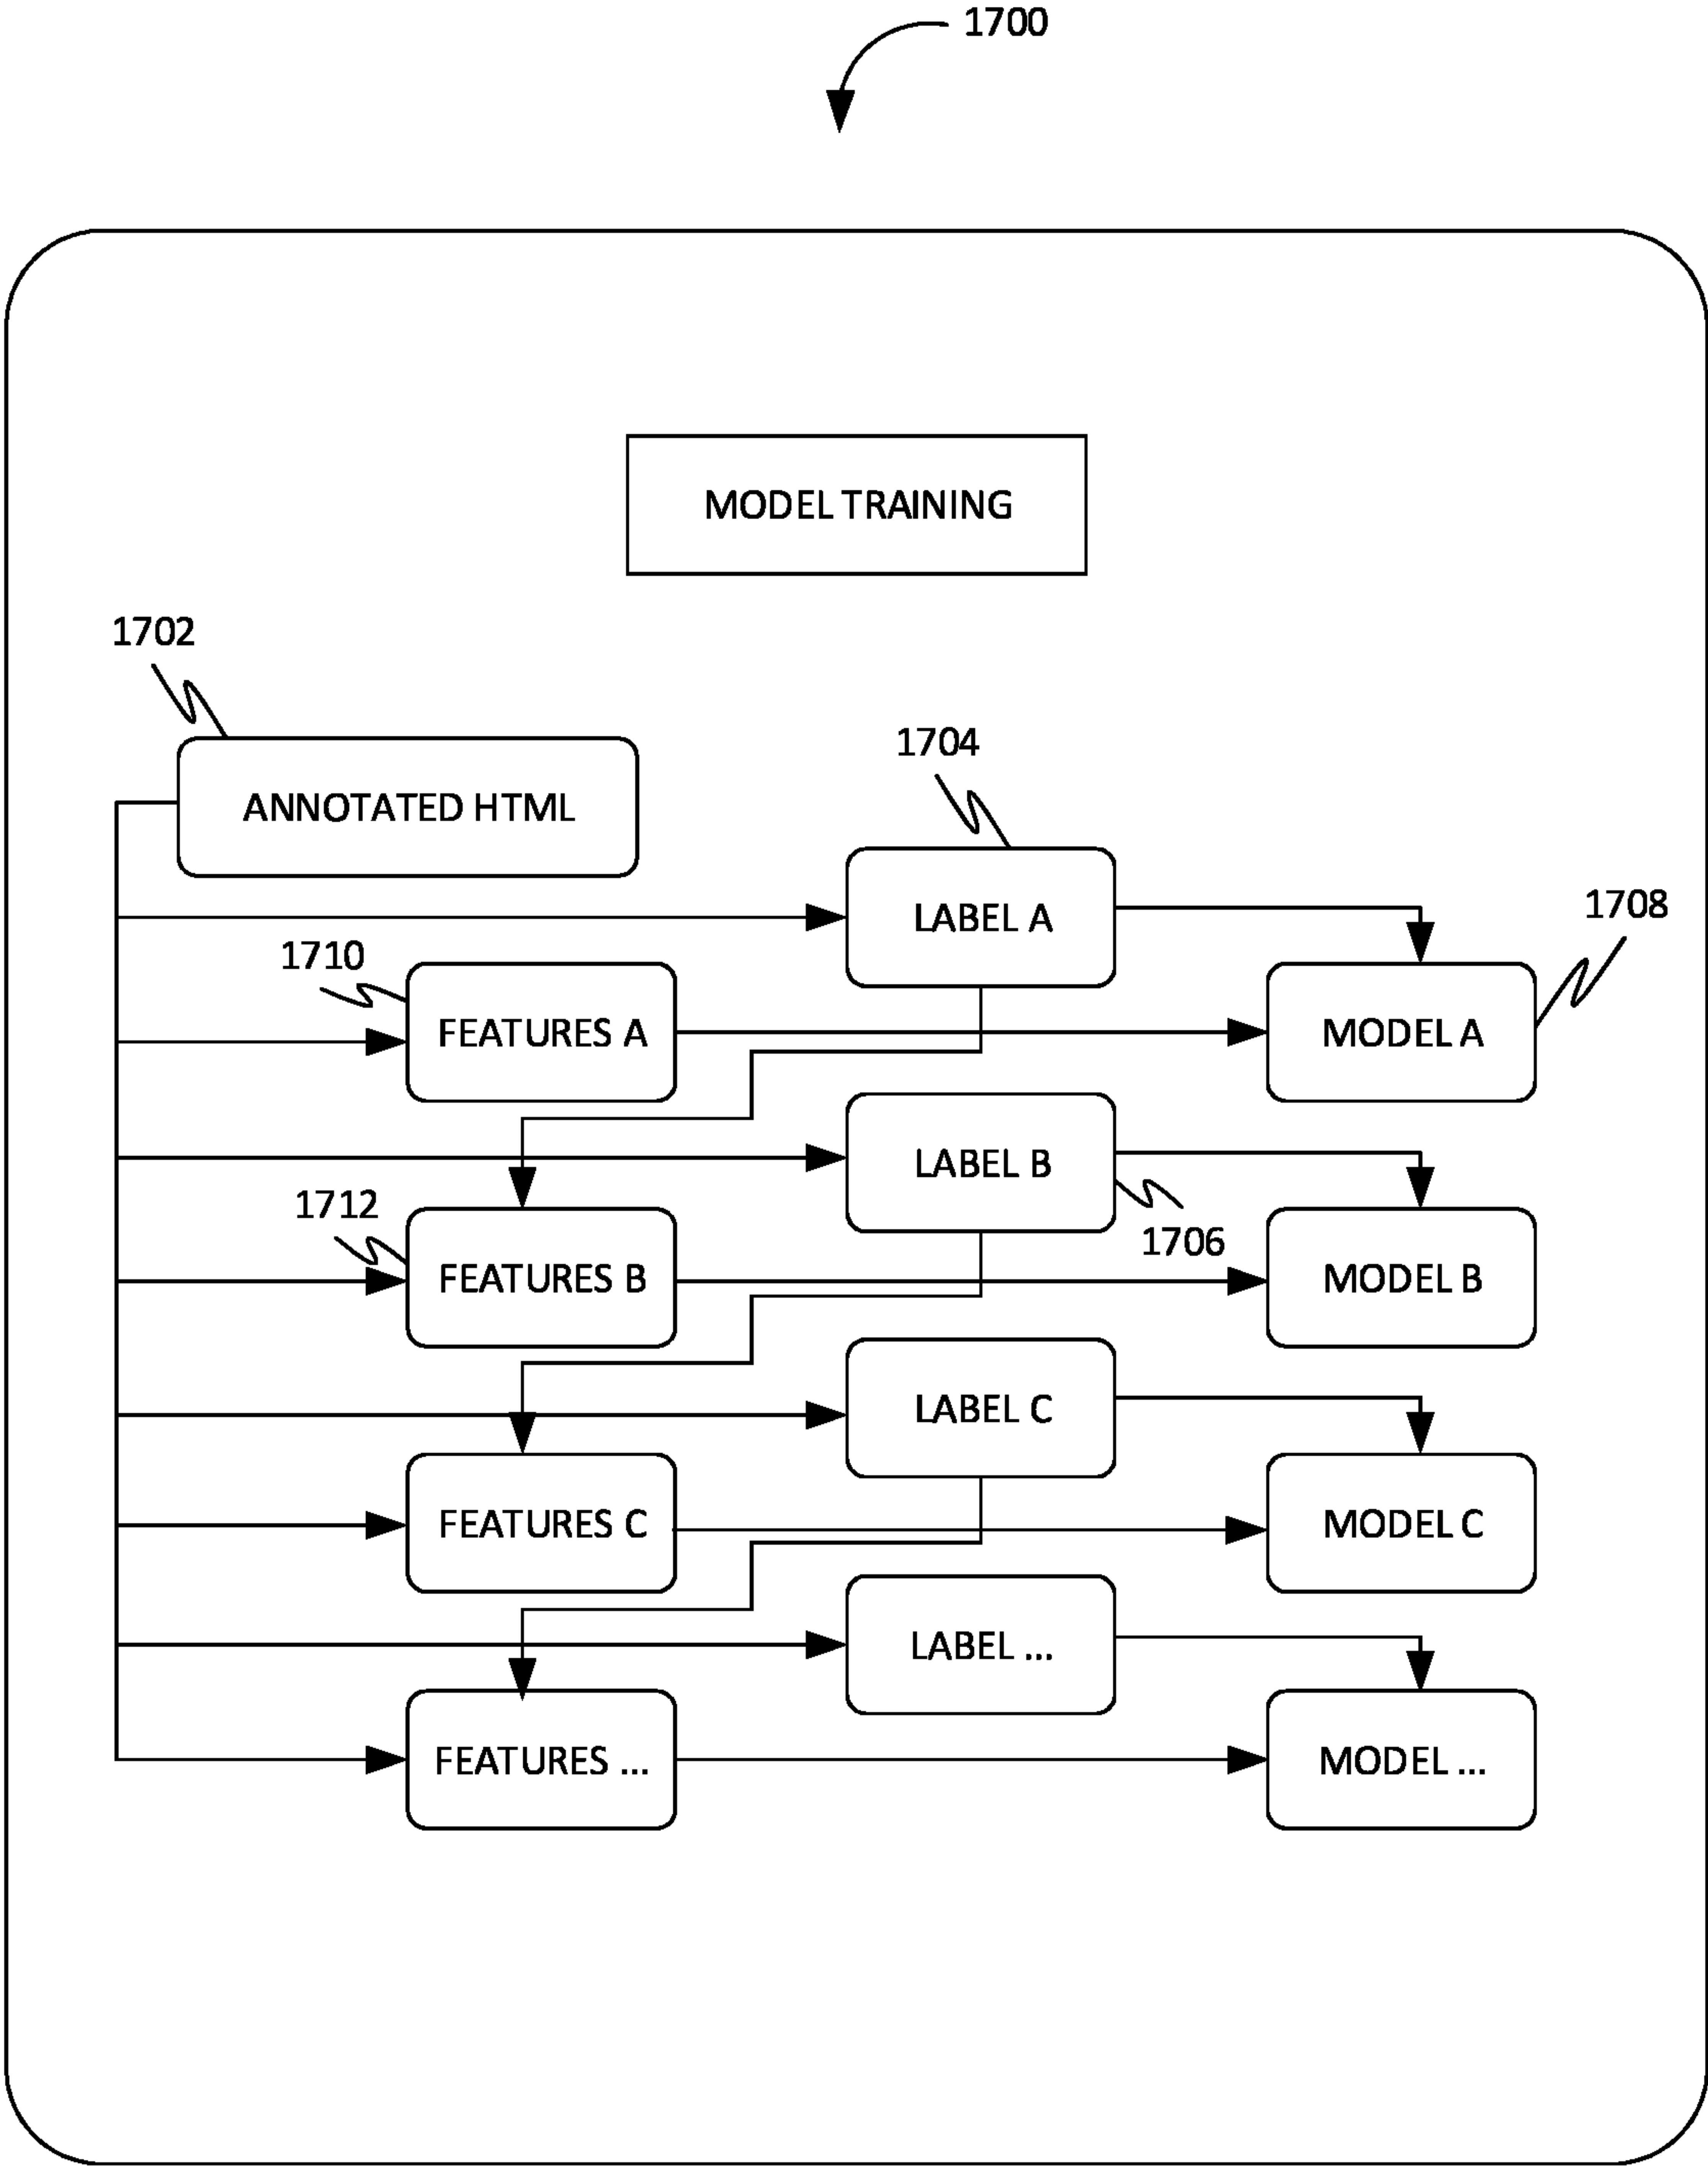 1700
MODEL TRAINING
1702
ANNOTATED HTML
1704
LABEL A
1708
1710
FEATURES A
MODEL A
LABEL B
1712
1706
FEATURES B
MODEL B
LABEL C
FEATURES C
MODEL C
LABEL ...
FEATURES ...
MODEL ...